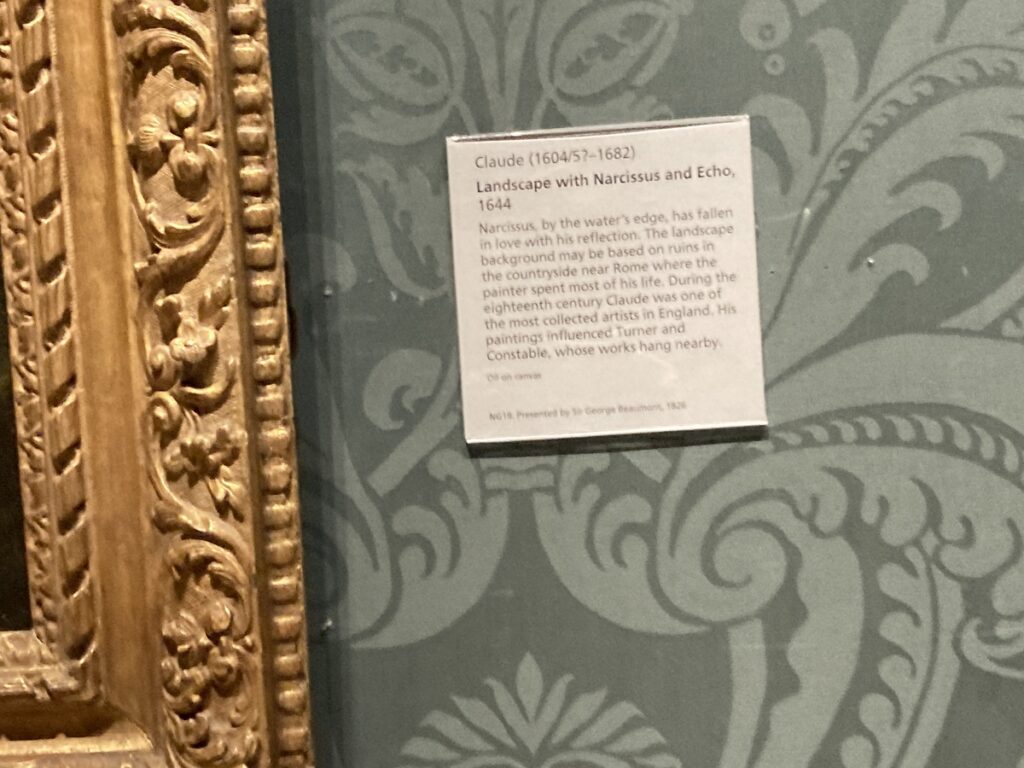 Claude (1604/5?–1682)
Landscape with Narcissus and Echo,
1644
Narcissus, by the water's edge, has fallen
in love with his reflection. The landscape
background may be based on ruins in
the countryside near Rome where the
painter spent most of his life. During the
eighteenth century Claude was one of
the most collected artists in England. His
paintings influenced Turner and
Constable, whose works hang nearby.
Oil on canvas
NG19. Presented by Sir George Beaumont, 1826